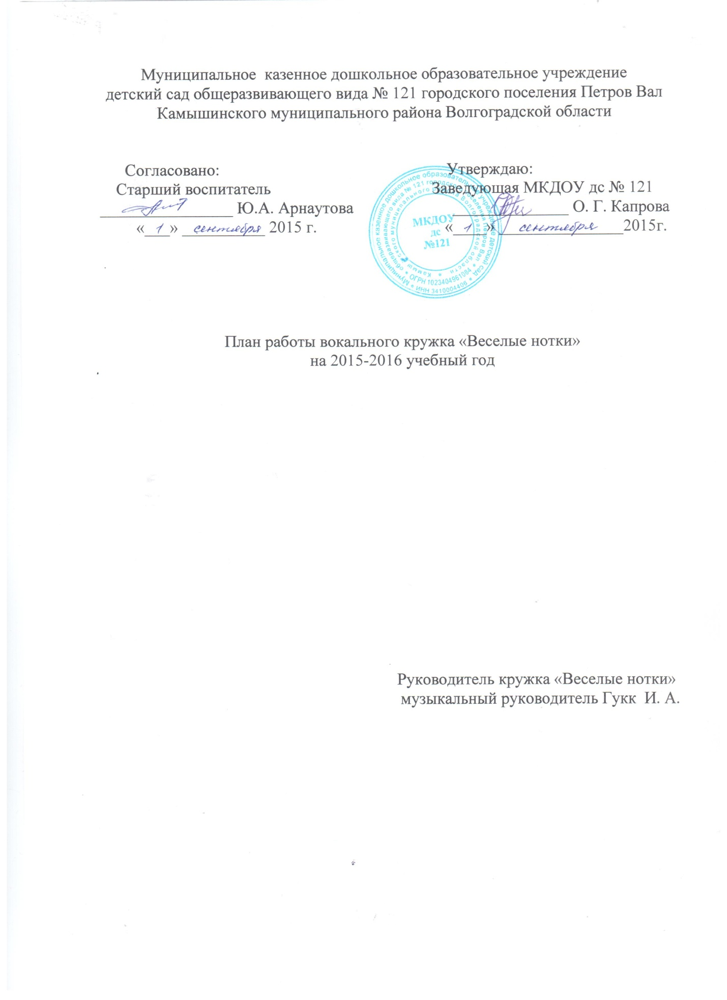 Муниципальное  казенное дошкольное образовательное учреждение
детский сад общеразвивающего вида № 121 городского поселения Петров Вал
Камышинского муниципального района Волгоградской области
Согласовано:
Старший воспитатель
________________ Ю.А. Арнаутова
«_1_» сентября 2015 г.
Утверждаю:
Заведующая МКДОУ дс № 121
______________ О. Г. Капрова
«_1_» сентября 2015г.
Муниципальное казенное дошкольное образовательное учреждение детский сад
общеразвивающего вида № 121 городского поселения Петров Вал
Камышинского муниципального района Волгоградской области
* ОГРН 1023404961084 *
* ИНН 3410004406 *
МКДОУ
дс
№121
План работы вокального кружка «Веселые нотки»
на 2015-2016 учебный год
Руководитель кружка «Веселые нотки»
музыкальный руководитель Гукк  И. А.